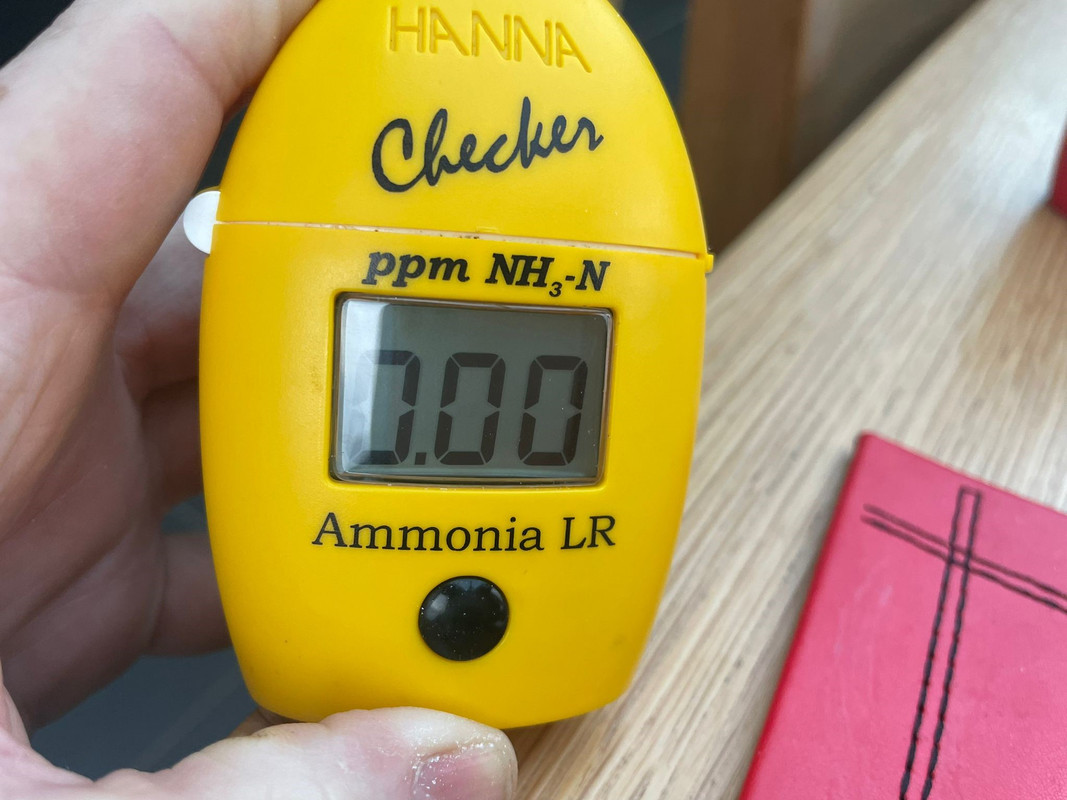 HANNA
Checker
ppm NH₃-N
0.00
Ammonia LR